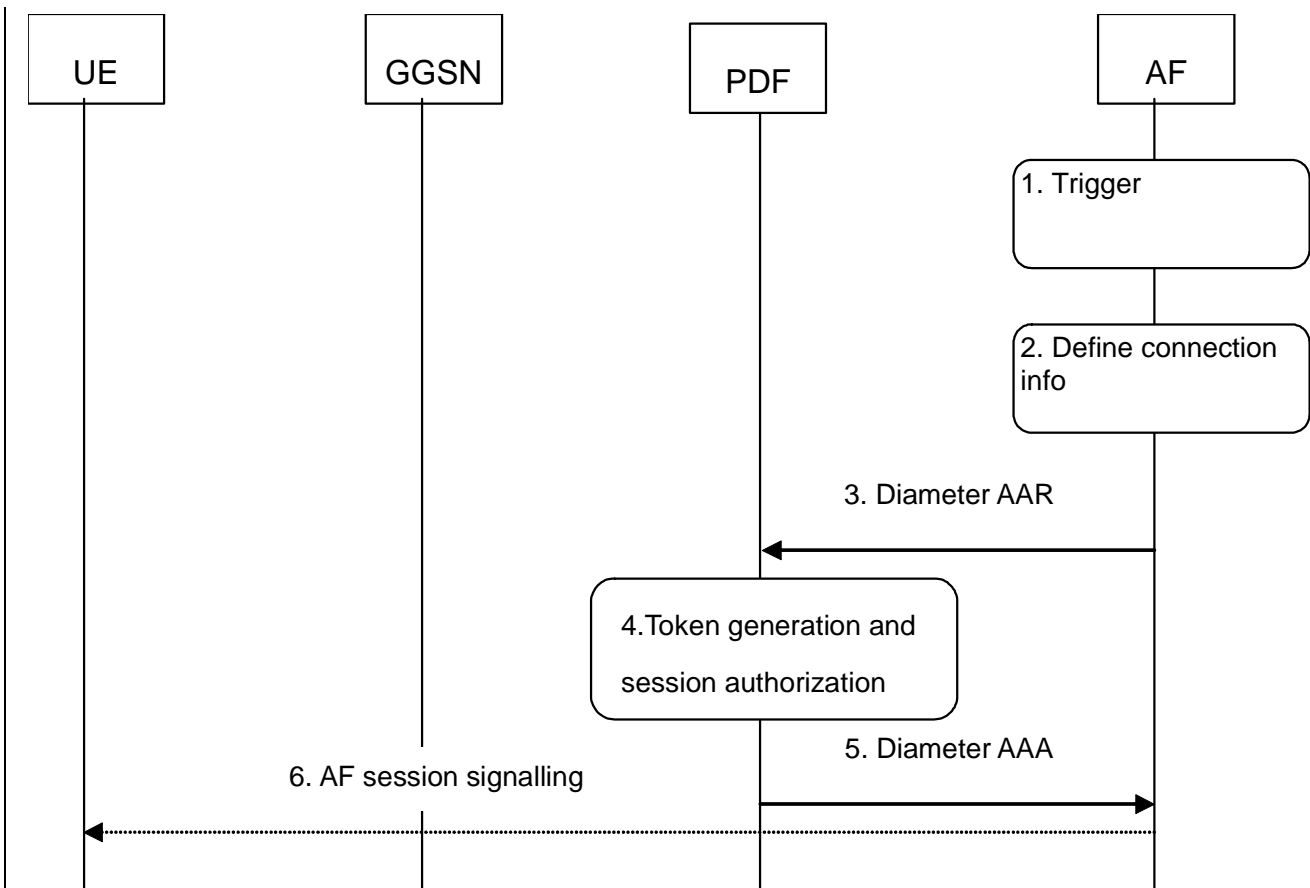 UE
GGSN
PDF
AF
1. Trigger
2. Define connection
info
3. Diameter AAR
4.Token generation and
session authorization
5. Diameter AAA
6. AF session signalling